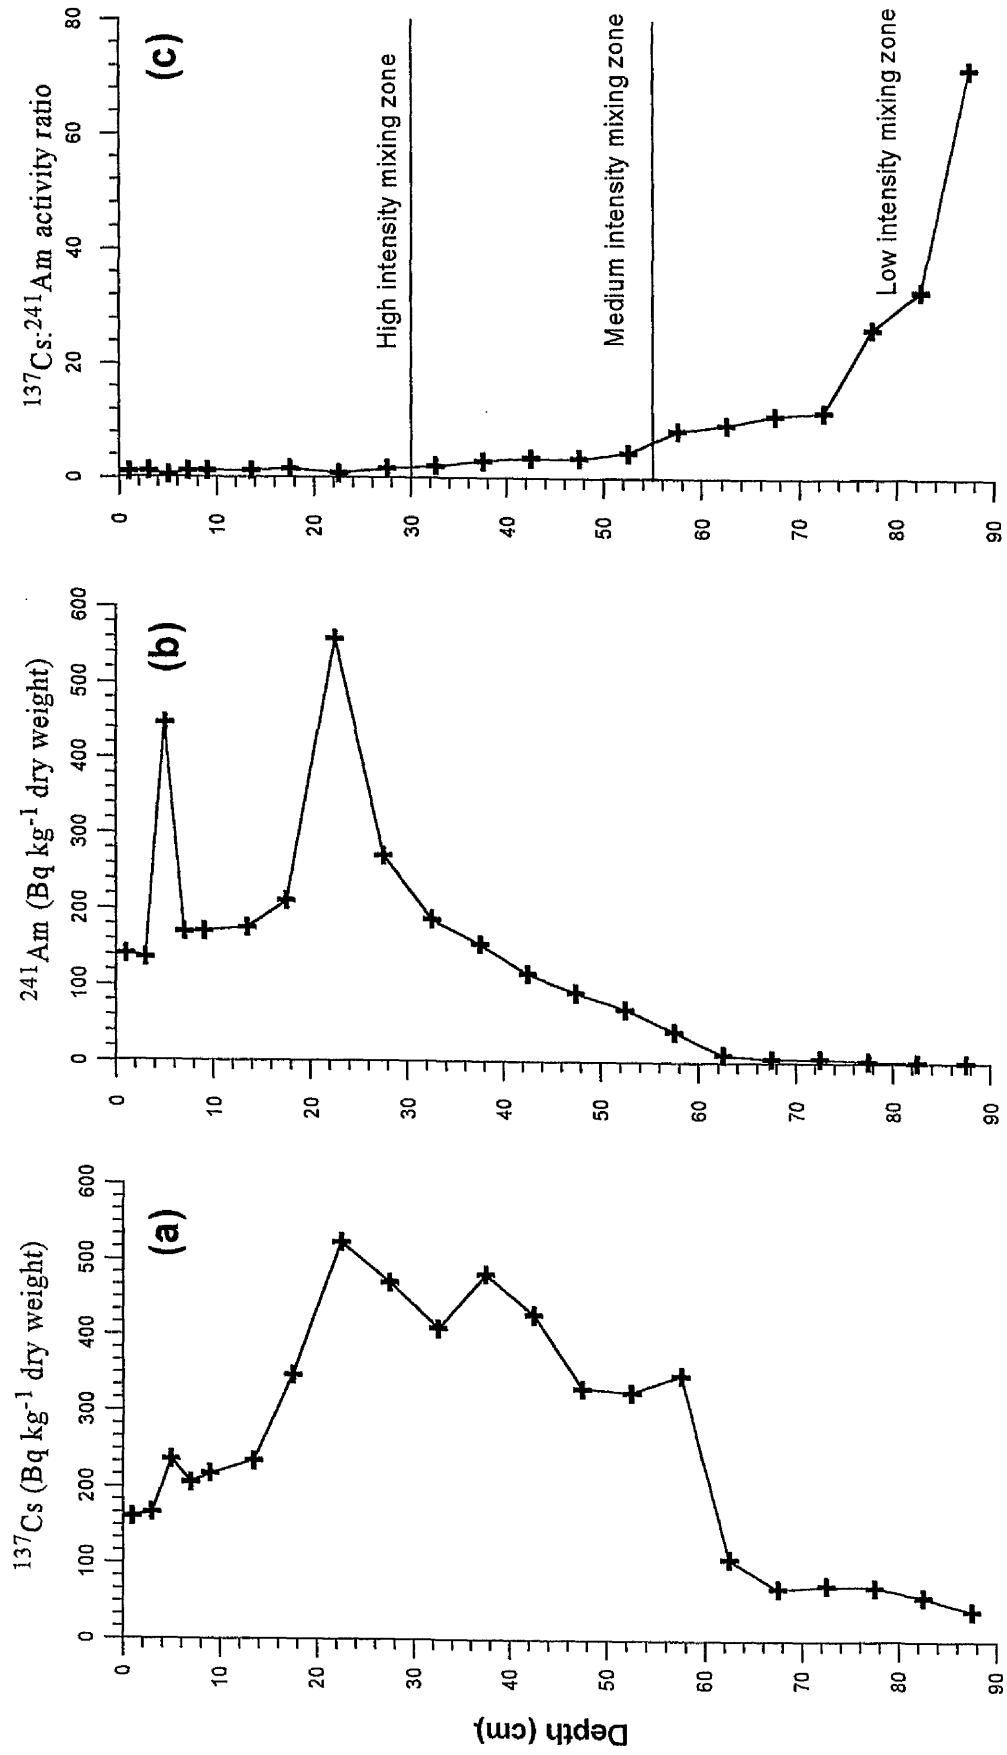 ¹³⁷Cs (Bq kg⁻¹ dry weight)
0 100 200 300 400 500 600
(a)
0
10
20
30
40
50
60
70
80
90
Depth (cm)
²⁴¹Am (Bq kg⁻¹ dry weight)
0 100 200 300 400 500 600
(b)
0
10
20
30
40
50
60
70
80
90
¹³⁷Cs:²⁴¹Am activity ratio
0 20 40 60 80
(c)
0
10
20
30
40
50
60
70
80
90
High intensity mixing zone
Medium intensity mixing zone
Low intensity mixing zone